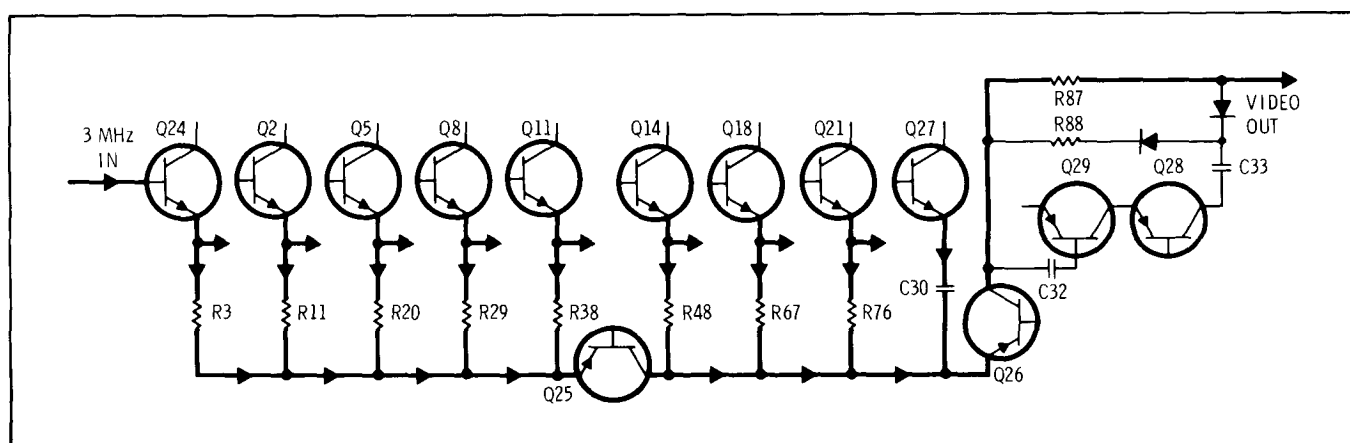 R87
VIDEO
OUT
R88
3 MHz
IN
Q24
Q2
Q5
Q8
Q11
Q14
Q18
Q21
Q27
Q29
Q28
C33
C32
C30
R3
R11
R20
R29
R38
R48
R67
R76
Q25
Q26